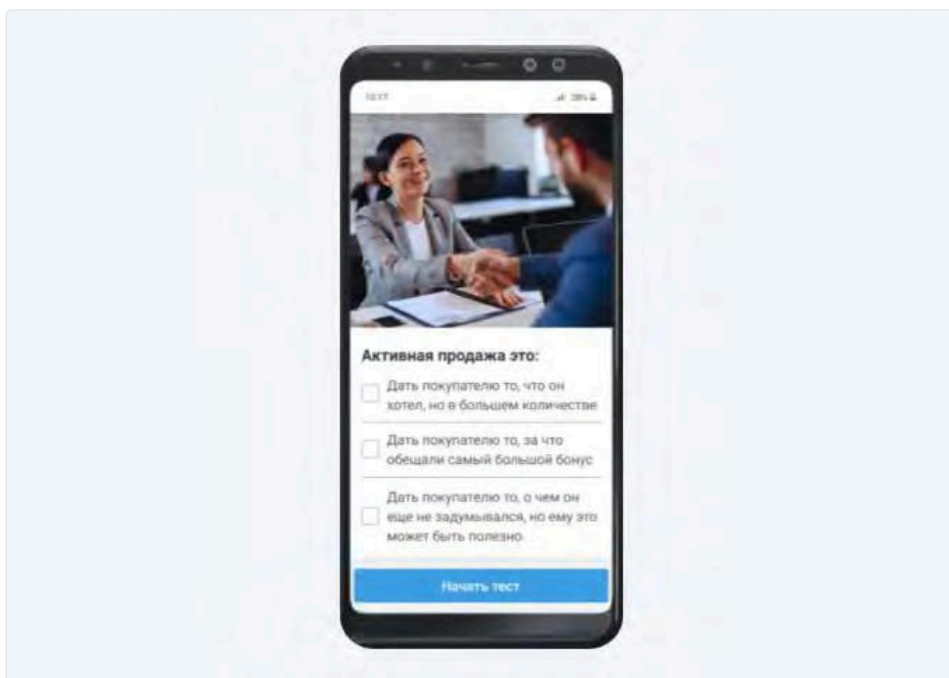 Активная продажа это:
Дать покупателю то, что он
хотел, но в большем количестве
Дать покупателю то, за что
обещали самый большой бонус
Дать покупателю то, о чем он
еще не задумывался, но ему это
может быть полезно
Начать тест